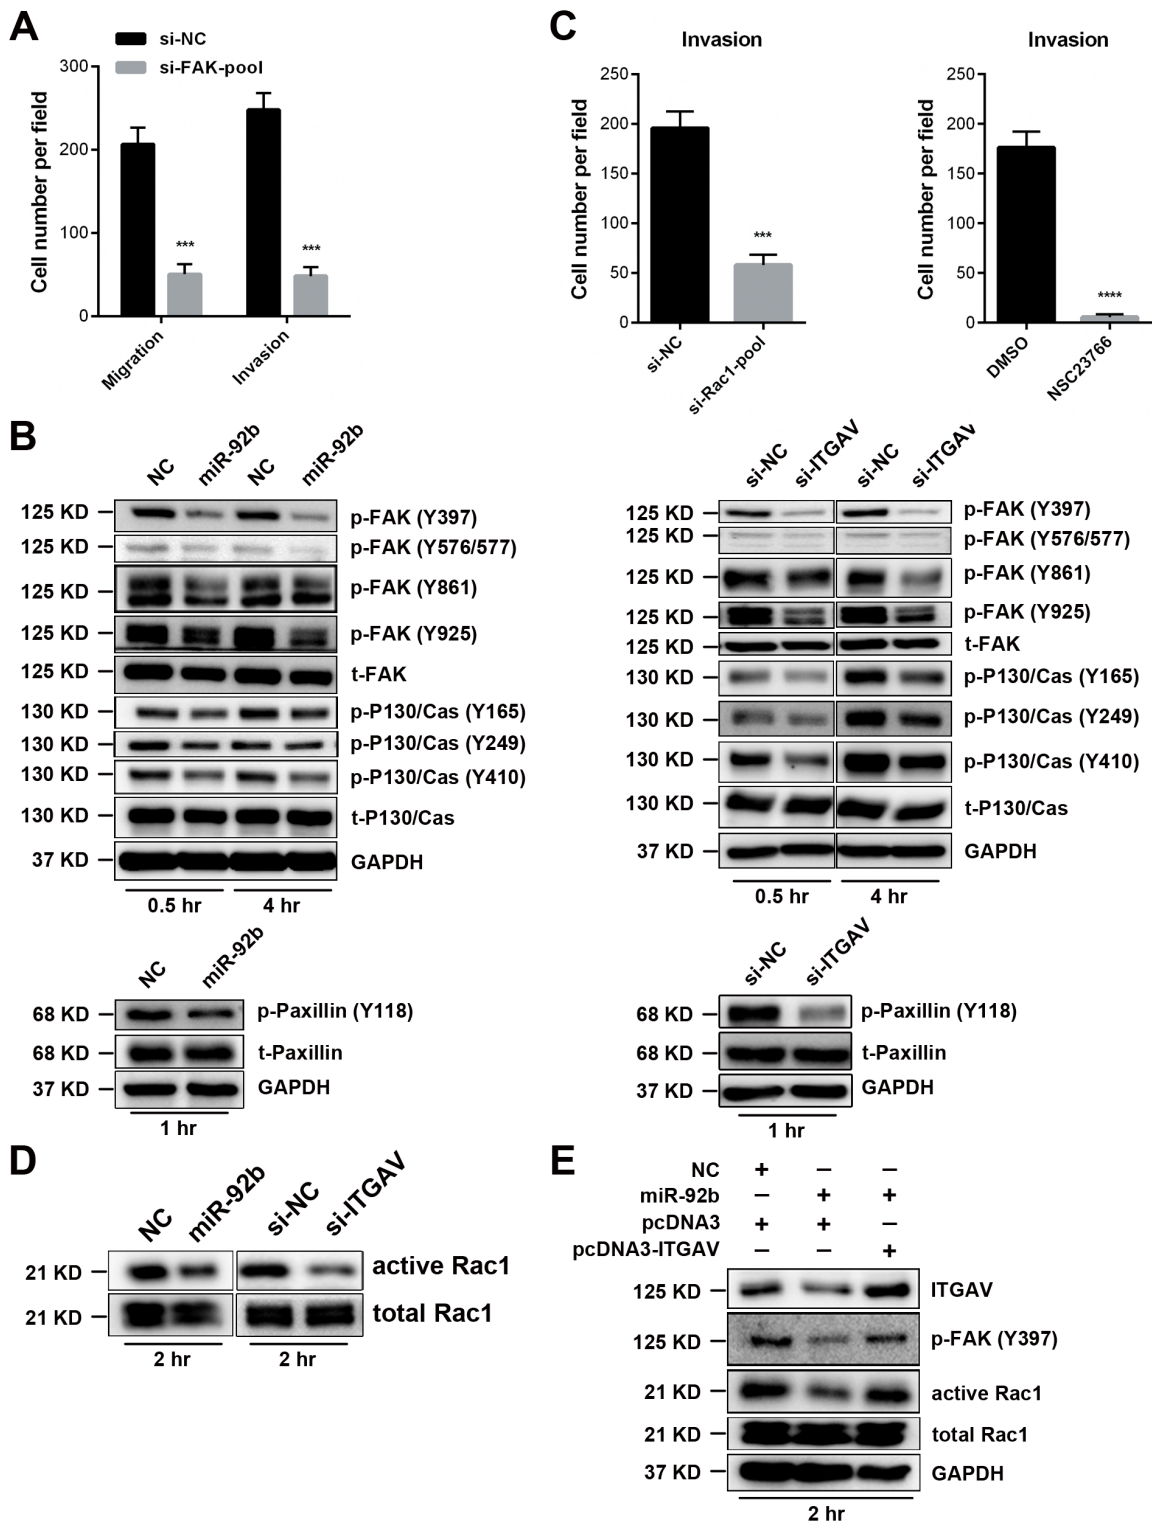 A
si-NC
si-FAK-pool
Cell number per field
300
200
100
0
***
***
Migration
Invasion
C
Invasion
Cell number per field
250
200
150
100
50
0
***
si-NC
si-Rac1-pool
Invasion
Cell number per field
250
200
150
100
50
0
****
DMSO
NSC23766
B
NC miR-92b NC miR-92b
125 KD p-FAK (Y397)
125 KD p-FAK (Y576/577)
125 KD p-FAK (Y861)
125 KD p-FAK (Y925)
125 KD t-FAK
130 KD p-P130/Cas (Y165)
130 KD p-P130/Cas (Y249)
130 KD p-P130/Cas (Y410)
130 KD t-P130/Cas
37 KD GAPDH
0.5 hr 4 hr
si-NC si-ITGAV si-NC si-ITGAV
125 KD p-FAK (Y397)
125 KD p-FAK (Y576/577)
125 KD p-FAK (Y861)
125 KD p-FAK (Y925)
125 KD t-FAK
130 KD p-P130/Cas (Y165)
130 KD p-P130/Cas (Y249)
130 KD p-P130/Cas (Y410)
130 KD t-P130/Cas
37 KD GAPDH
0.5 hr 4 hr
NC miR-92b
68 KD p-Paxillin (Y118)
68 KD t-Paxillin
37 KD GAPDH
1 hr
si-NC si-ITGAV
68 KD p-Paxillin (Y118)
68 KD t-Paxillin
37 KD GAPDH
1 hr
D
NC miR-92b si-NC si-ITGAV
21 KD active Rac1
21 KD total Rac1
2 hr 2 hr
E
NC + – –
miR-92b – + +
pcDNA3 + + –
pcDNA3-ITGAV – – +
125 KD ITGAV
125 KD p-FAK (Y397)
21 KD active Rac1
21 KD total Rac1
37 KD GAPDH
2 hr